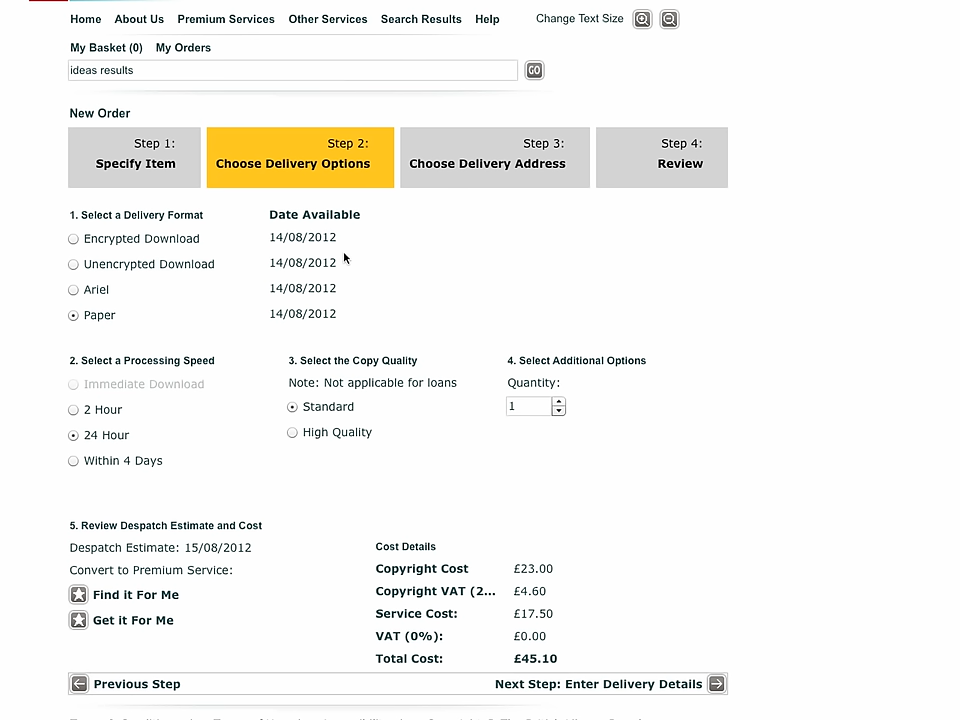 Home About Us Premium Services Other Services Search Results Help Change Text Size
My Basket (0) My Orders
ideas results GO
New Order
Step 1: Specify Item
Step 2: Choose Delivery Options
Step 3: Choose Delivery Address
Step 4: Review
1. Select a Delivery Format Date Available
Encrypted Download 14/08/2012
Unencrypted Download 14/08/2012
Ariel 14/08/2012
Paper 14/08/2012
2. Select a Processing Speed
Immediate Download
2 Hour
24 Hour
Within 4 Days
3. Select the Copy Quality
Note: Not applicable for loans
Standard
High Quality
4. Select Additional Options
Quantity:
1
5. Review Despatch Estimate and Cost
Despatch Estimate: 15/08/2012
Convert to Premium Service:
Find it For Me
Get it For Me
Cost Details
Copyright Cost £23.00
Copyright VAT (2... £4.60
Service Cost: £17.50
VAT (0%): £0.00
Total Cost: £45.10
Previous Step Next Step: Enter Delivery Details